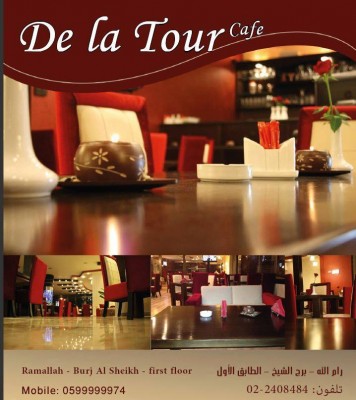 De la Tour Cafe
Ramallah - Burj Al Sheikh - first floor
رام الله - برج الشيخ - الطابق الأول
Mobile: 0599999974
تلفون: 2408484-02